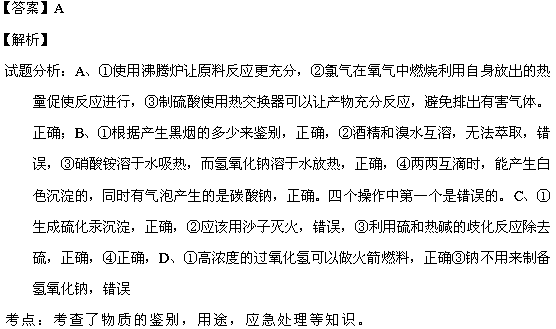 【答案】A
【解析】
试题分析：A、①使用沸腾炉让原料反应更充分，②氯气在氧气中燃烧利用自身放出的热
量促使反应进行，③制硫酸使用热交换器可以让产物充分反应，避免排出有害气体。
正确；B、①根据产生黑烟的多少来鉴别，正确，②酒精和溴水互溶，无法萃取，错
误，③硝酸铵溶于水吸热，而氢氧化钠溶于水放热，正确，④两两互滴时，能产生白
色沉淀的，同时有气泡产生的是碳酸钠，正确。四个操作中第一个是错误的。C、①
生成硫化汞沉淀，正确，②应该用沙子灭火，错误，③利用硫和热碱的歧化反应除去
硫，正确，④正确，D、①高浓度的过氧化氢可以做火箭燃料，正确③钠不用来制备
氢氧化钠，错误
考点：考查了物质的鉴别，用途，应急处理等知识。